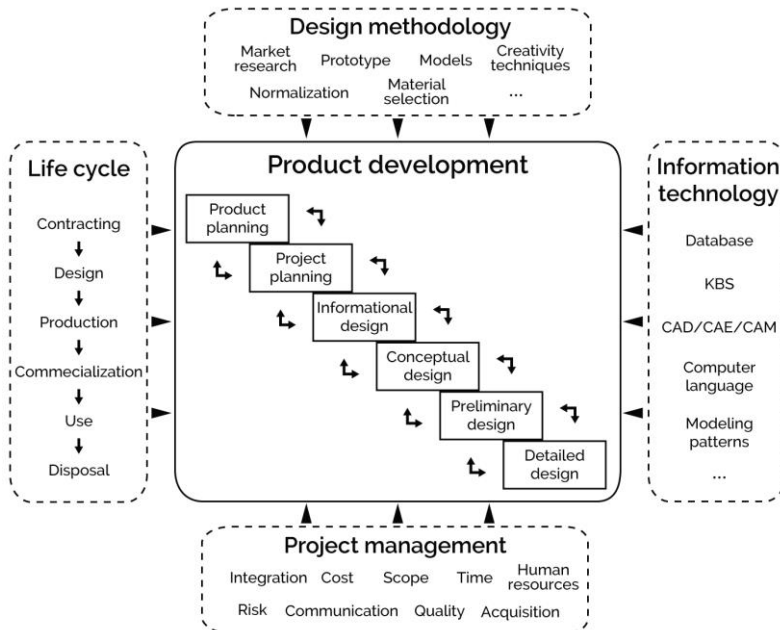 Design methodology
Market
research
Prototype
Models
Creativity
techniques
Normalization
Material
selection
...
Life cycle
Contracting
Design
Production
Commecialization
Use
Disposal
Product development
Product
planning
Project
planning
Informational
design
Conceptual
design
Preliminary
design
Detailed
design
Information
technology
Database
KBS
CAD/CAE/CAM
Computer
language
Modeling
patterns
...
Project management
Integration
Cost
Scope
Time
Human
resources
Risk
Communication
Quality
Acquisition